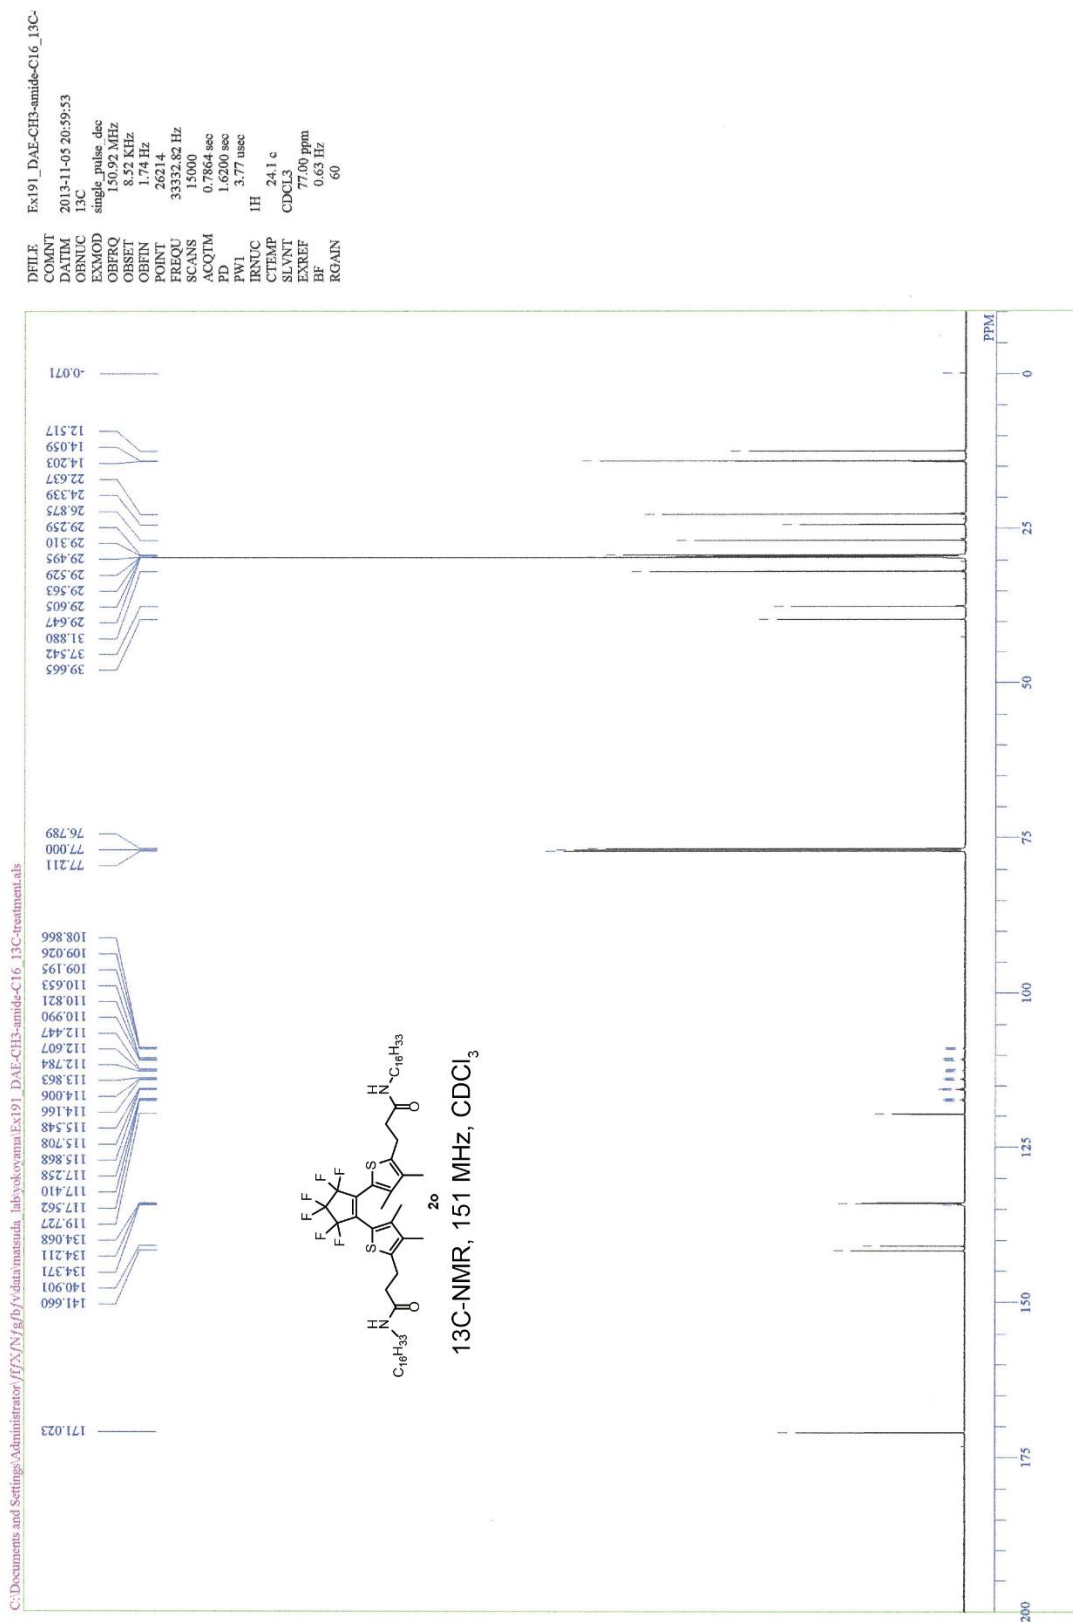 C:\Documents and Settings\Administrator\ƒfƒXƒNƒgƒbƒv\data\matsuda_lab\yokoyama\Ex191_DAE-CH3-amide-C16_13C-treatment.als
DFILE Ex191_DAE-CH3-amide-C16_13C-
COMNT
DATIM 2013-11-05 20:59:53
OBNUC 13C
EXMOD single_pulse_dec
OBFRQ 150.92 MHz
OBSET 8.52 KHz
OBFIN 1.74 Hz
POINT 26214
FREQU 33332.82 Hz
SCANS 15000
ACQTM 0.7864 sec
PD 1.6200 sec
PW1 3.77 usec
IRNUC 1H
CTEMP 24.1 c
SLVNT CDCL3
EXREF 77.00 ppm
BF 0.63 Hz
RGAIN 60
171.023
141.660
140.901
134.371
134.211
134.068
119.727
117.562
117.410
117.258
115.868
115.708
115.548
114.166
114.006
113.863
112.784
112.607
112.447
110.990
110.821
110.653
109.195
109.026
108.866
77.211
77.000
76.789
39.665
37.542
31.880
29.647
29.605
29.563
29.529
29.495
29.310
29.259
26.875
24.339
22.637
14.203
14.059
12.517
-0.071
F F F F F F
S S
HN O
C16H33
H N O
C16H33
2o
13C-NMR, 151 MHz, CDCl3
PPM
200 175 150 125 100 75 50 25 0